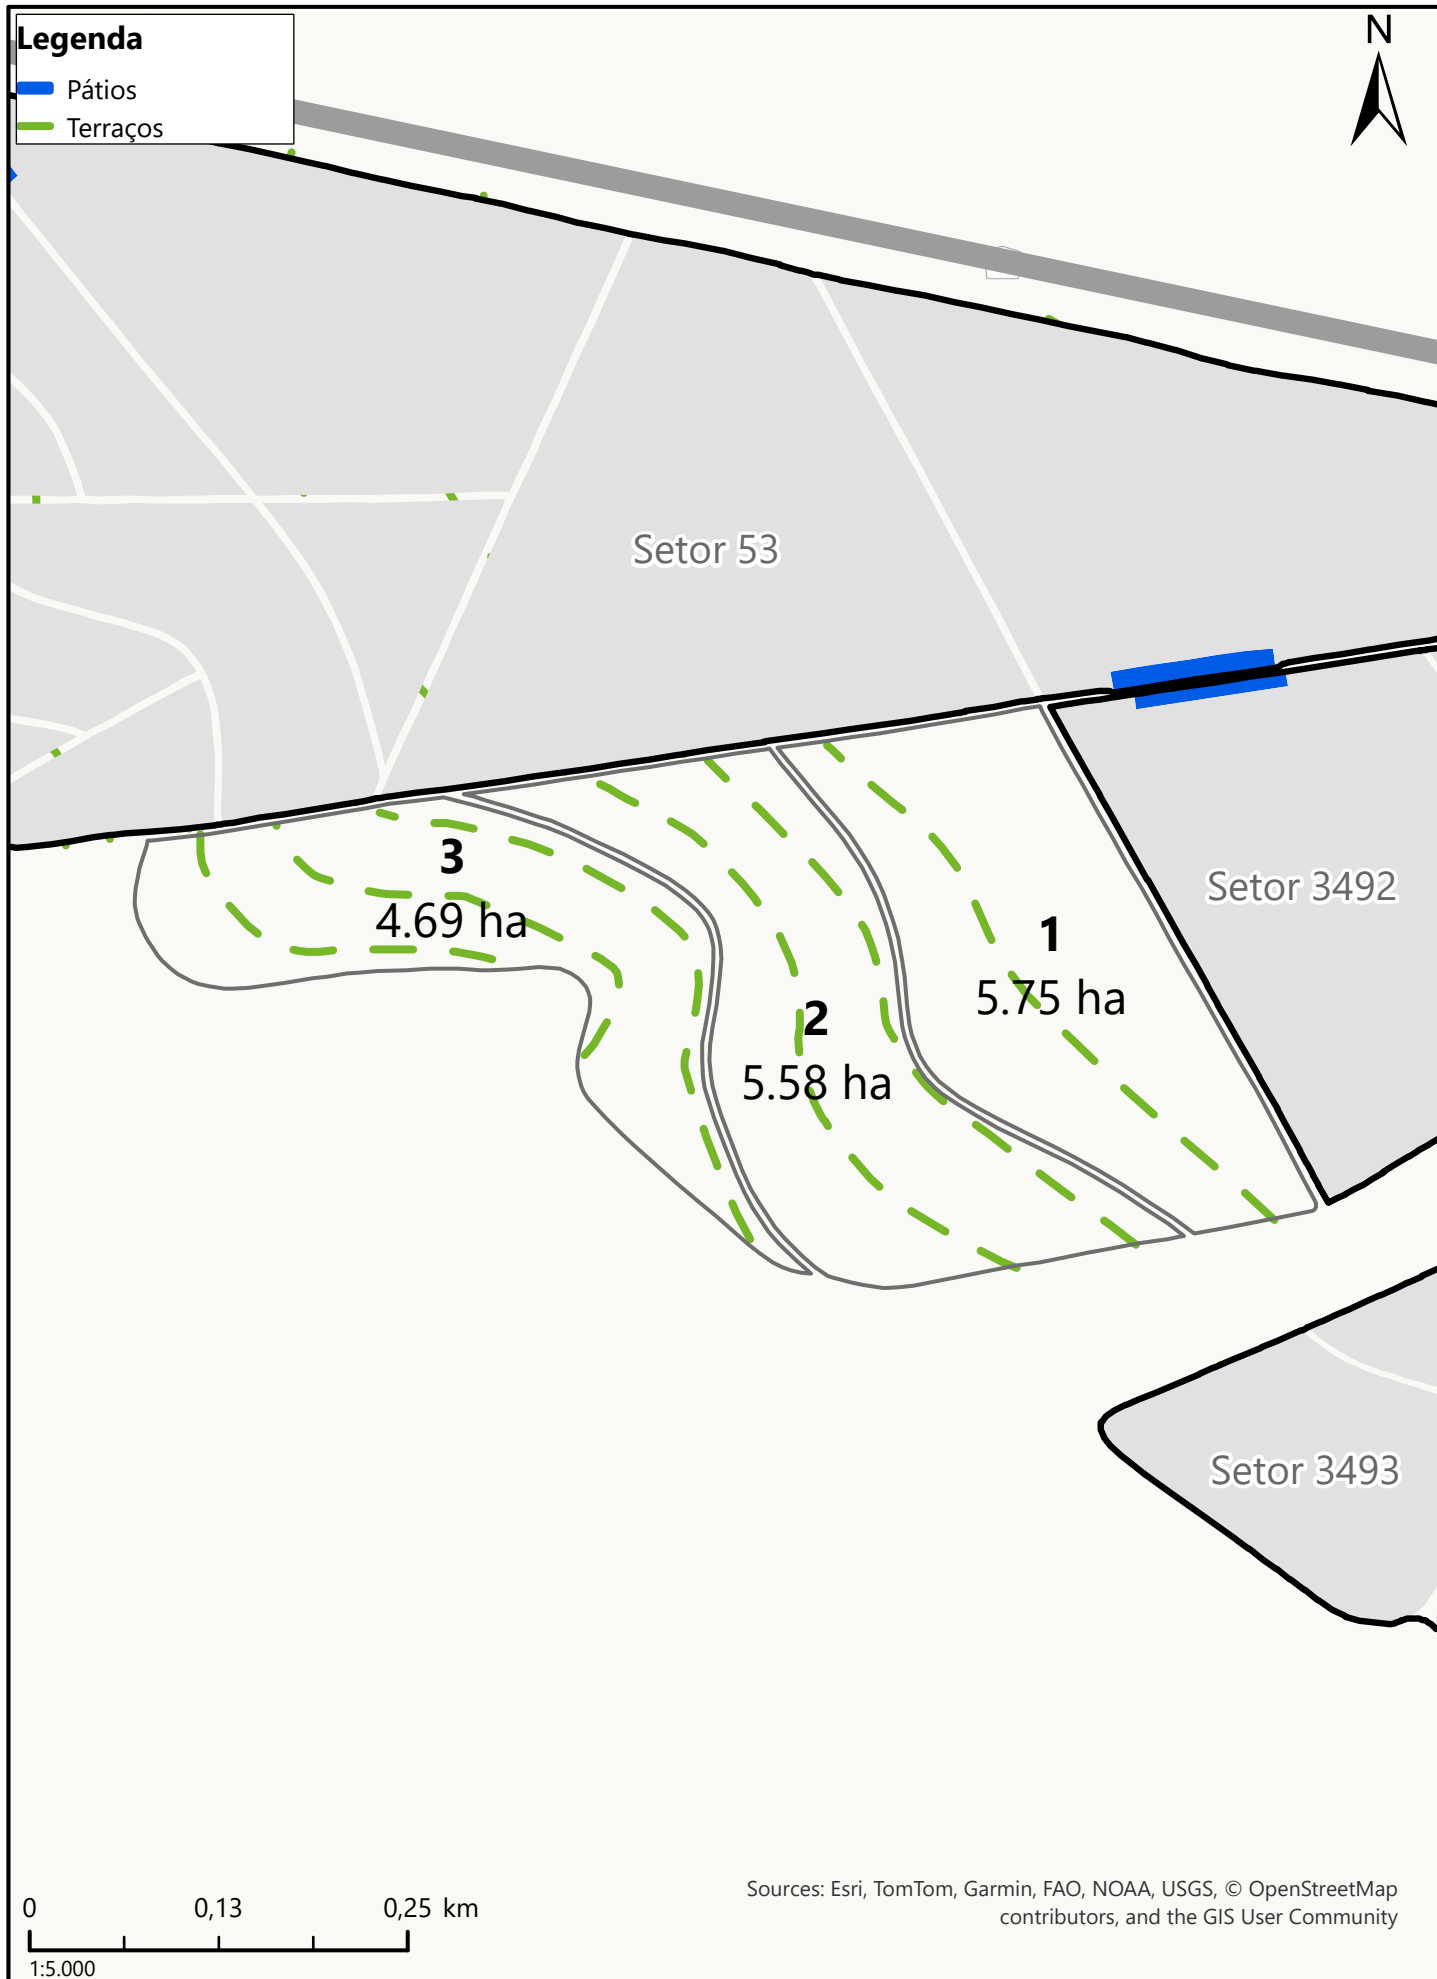 Legenda
Pátios
Terraços
N
Setor 53
Setor 3492
3
4.69 ha
1
5.75 ha
2
5.58 ha
Setor 3493
Sources: Esri, TomTom, Garmin, FAO, NOAA, USGS, © OpenStreetMap
contributors, and the GIS User Community
0 0,13 0,25 km
1:5.000